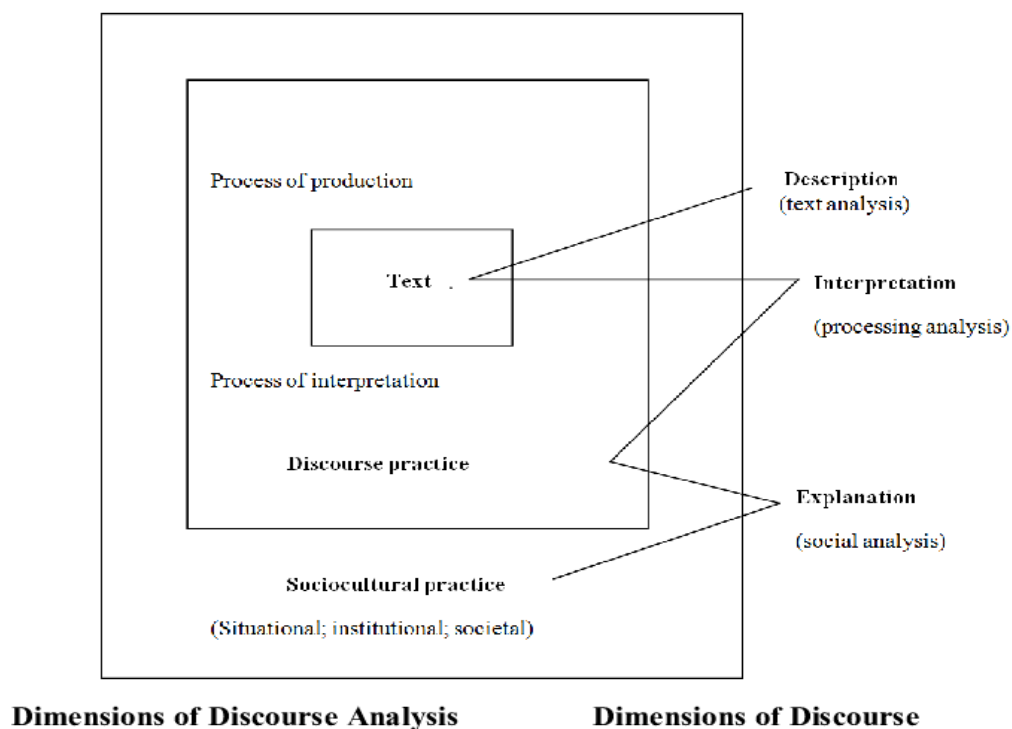 Process of production
Text .
Process of interpretation
Discourse practice
Sociocultural practice
(Situational; institutional; societal)
Description
(text analysis)
Interpretation
(processing analysis)
Explanation
(social analysis)
Dimensions of Discourse Analysis
Dimensions of Discourse